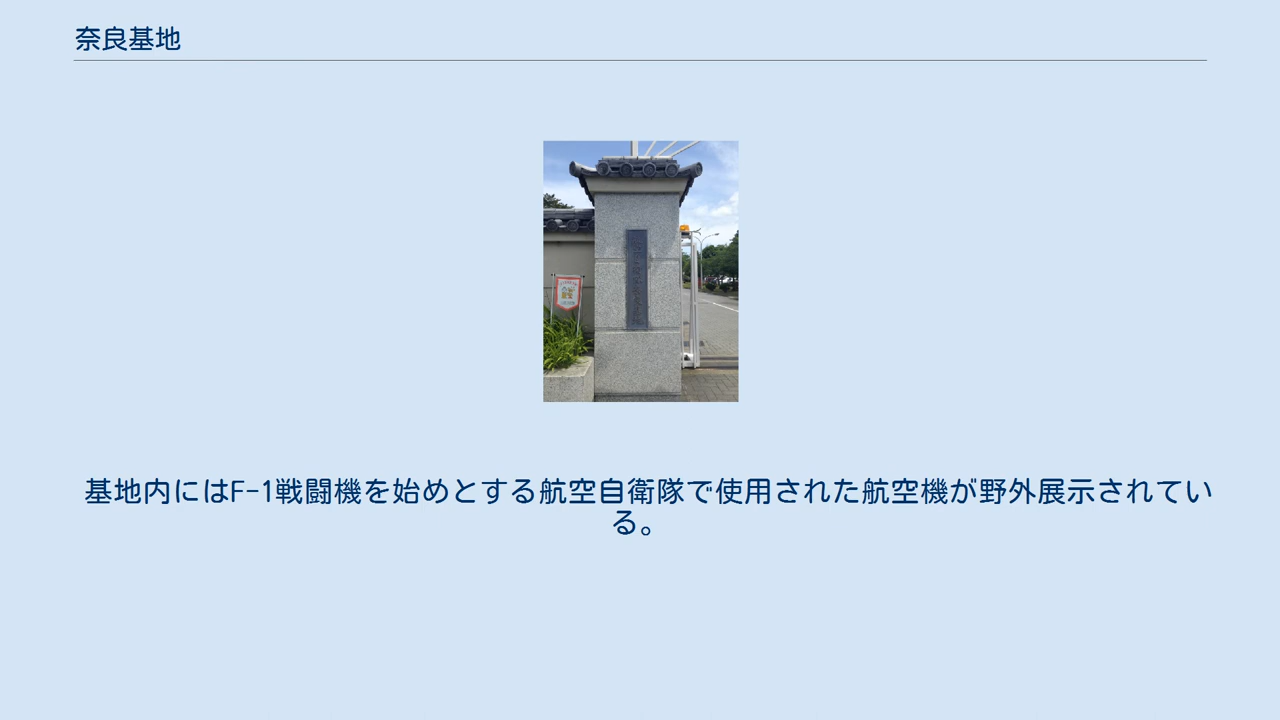 奈良基地
基地内にはF-1戦闘機を始めとする航空自衛隊で使用された航空機が野外展示されてい
る。